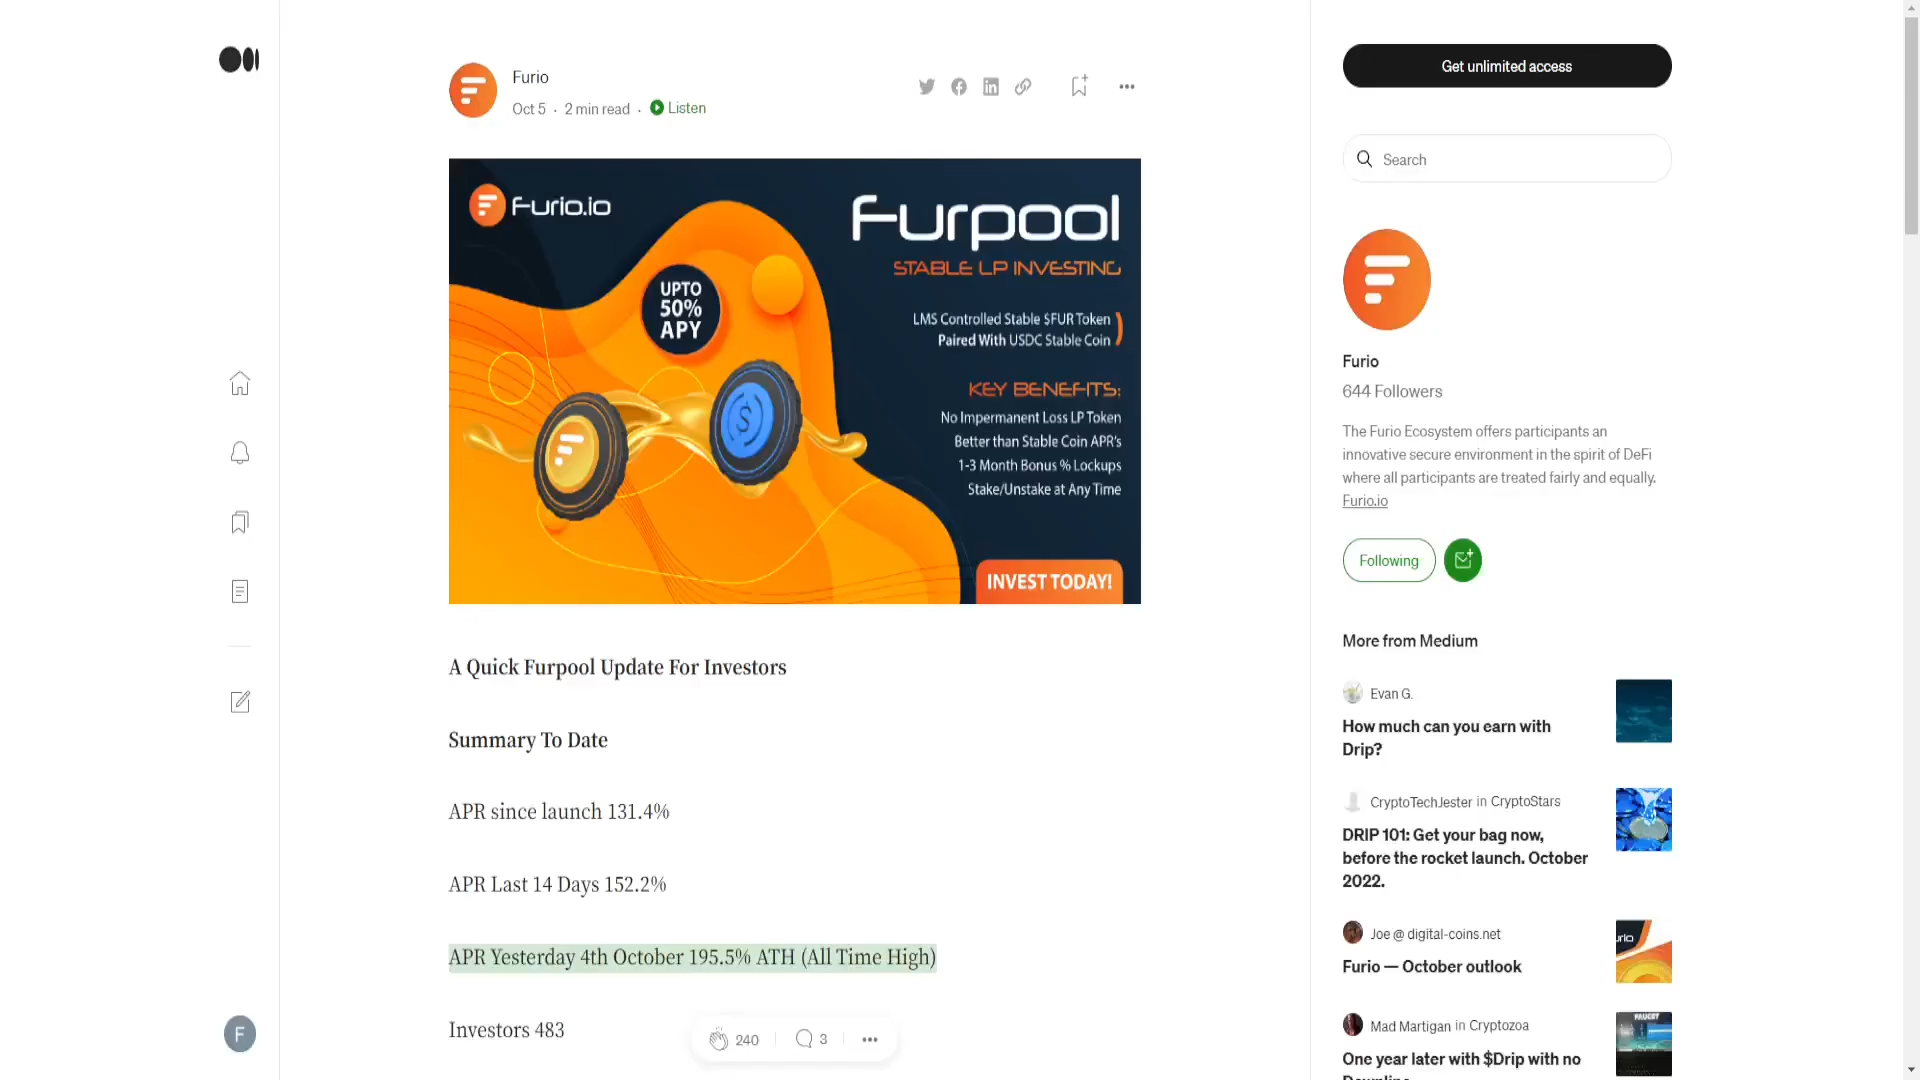 Furio
Oct 5 · 2 min read · Listen
Furio.io
Furpool
STABLE LP INVESTING
UPTO
50%
APY
LMS Controlled Stable $FUR Token
Paired With USDC Stable Coin
KEY BENEFITS:
No Impermanent Loss LP Token
Better than Stable Coin APR's
1-3 Month Bonus % Lockups
Stake/Unstake at Any Time
INVEST TODAY!
A Quick Furpool Update For Investors
Summary To Date
APR since launch 131.4%
APR Last 14 Days 152.2%
APR Yesterday 4th October 195.5% ATH (All Time High)
Investors 483
240
3
F
Get unlimited access
Search
Furio
644 Followers
The Furio Ecosystem offers participants an
innovative secure environment in the spirit of DeFi
where all participants are treated fairly and equally.
Furio.io
Following
More from Medium
Evan G.
How much can you earn with
Drip?
CryptoTechJester in CryptoStars
DRIP 101: Get your bag now,
before the rocket launch. October
2022.
Joe @ digital-coins.net
Furio — October outlook
Mad Martigan in Cryptozoa
FAUCET
One year later with $Drip with no